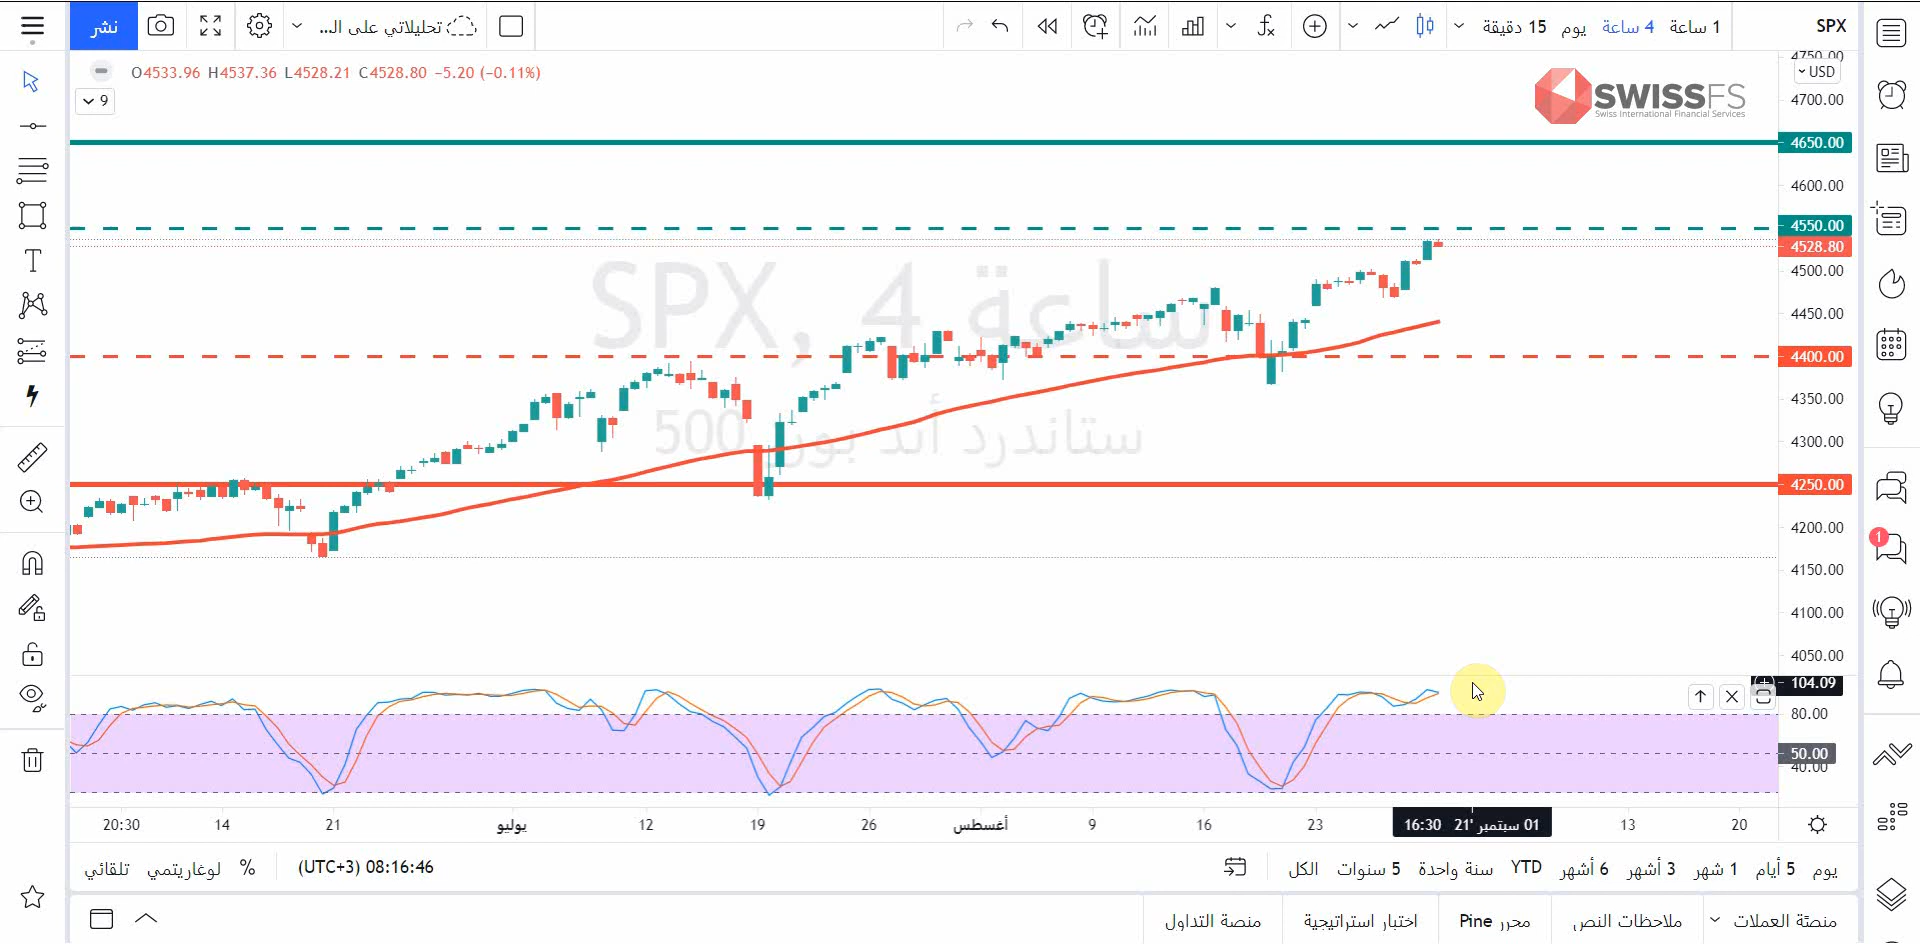 نشر
تحليلاتي على الـ...
1 ساعة
4 ساعة
يوم
15 دقيقة
SPX
O4533.96 H4537.36 L4528.21 C4528.80 −5.20 (−0.11%)
9
SWISSFS
Swiss International Financial Services
4750.00
USD
4700.00
4650.00
4600.00
4550.00
4528.80
4500.00
4450.00
4400.00
4350.00
4300.00
4250.00
4200.00
4150.00
4100.00
4050.00
SPX, 4 ساعة
ستاندرد أند بورز 500
1
104.09
80.00
50.00
40.00
20:30
14
21
يوليو
12
19
26
أغسطس
9
16
23
01 سبتمبر '21 16:30
13
20
تلقائي
لوغاريتمي
%
08:16:46 (UTC+3)
الكل
5 سنوات
سنة واحدة
YTD
6 أشهر
3 أشهر
1 شهر
5 أيام
يوم
منصة التداول
اختبار استراتيجية
محرر Pine
ملاحظات النص
منصئة العملات